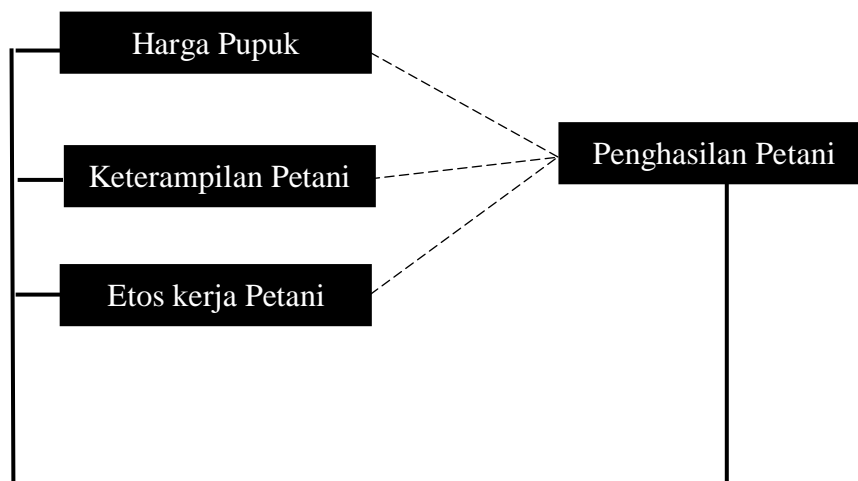 Harga Pupuk
Keterampilan Petani
Penghasilan Petani
Etos kerja Petani